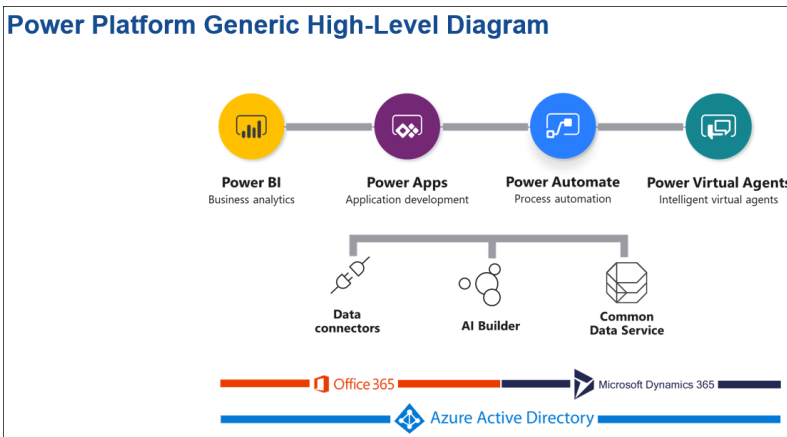 Power Platform Generic High-Level Diagram
Power BI
Business analytics
Power Apps
Application development
Power Automate
Process automation
Power Virtual Agents
Intelligent virtual agents
Data
connectors
AI Builder
Common
Data Service
Office 365
Microsoft Dynamics 365
Azure Active Directory